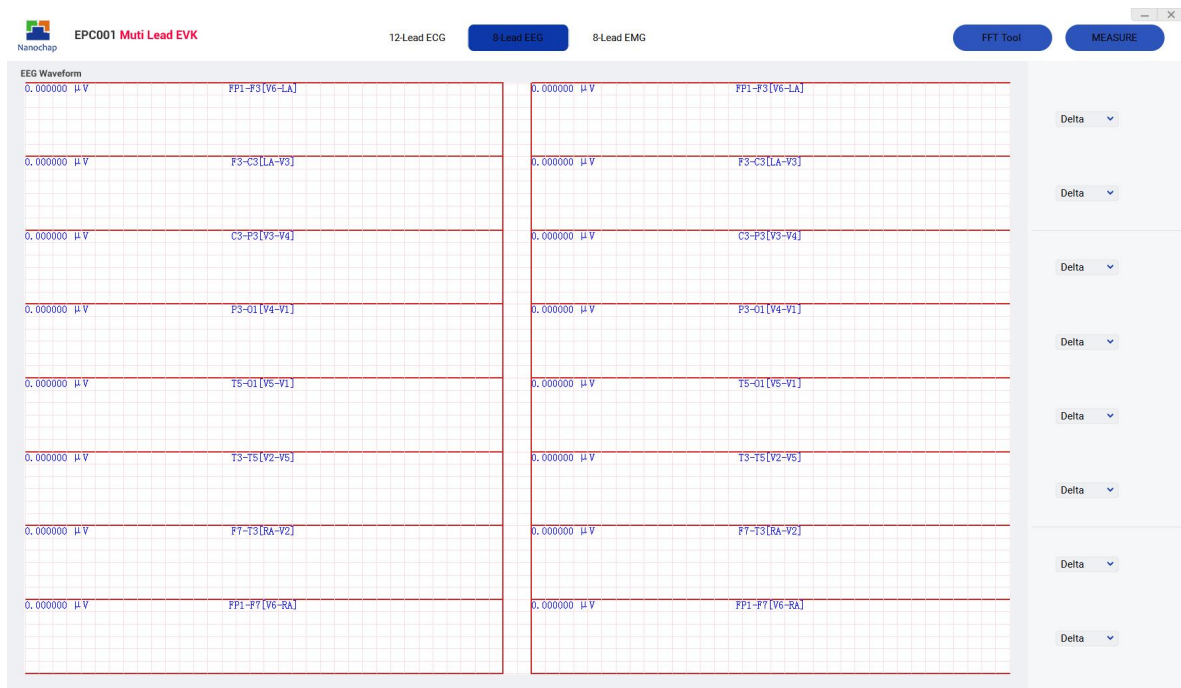 Nanochap
EPC001 Muti Lead EVK
12-Lead ECG
8-Lead EEG
8-Lead EMG
FFT Tool
MEASURE
EEG Waveform
0.000000 μV FP1-F3[V6-LA]
0.000000 μV FP1-F3[V6-LA]
Delta
0.000000 μV F3-C3[LA-V3]
0.000000 μV F3-C3[LA-V3]
Delta
0.000000 μV C3-P3[V3-V4]
0.000000 μV C3-P3[V3-V4]
Delta
0.000000 μV P3-O1[V4-V1]
0.000000 μV P3-O1[V4-V1]
Delta
0.000000 μV T5-O1[V5-V1]
0.000000 μV T5-O1[V5-V1]
Delta
0.000000 μV T3-T5[V2-V5]
0.000000 μV T3-T5[V2-V5]
Delta
0.000000 μV F7-T3[RA-V2]
0.000000 μV F7-T3[RA-V2]
Delta
0.000000 μV FP1-F7[V6-RA]
0.000000 μV FP1-F7[V6-RA]
Delta